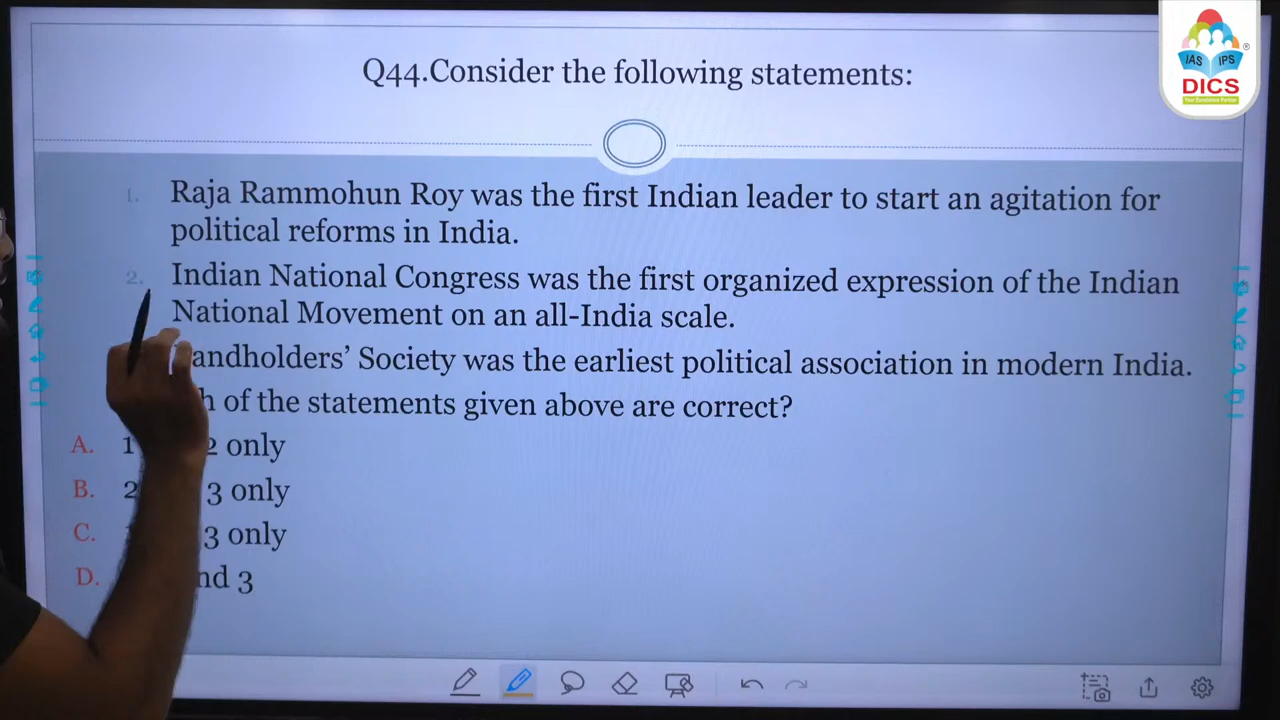 Q44.Consider the following statements:
IAS IPS
DICS
Your Excellence Partner
1. Raja Rammohun Roy was the first Indian leader to start an agitation for
political reforms in India.
2. Indian National Congress was the first organized expression of the Indian
National Movement on an all-India scale.
andholders' Society was the earliest political association in modern India.
h of the statements given above are correct?
A. 1 2 only
B. 2 3 only
C. 3 only
D. nd 3